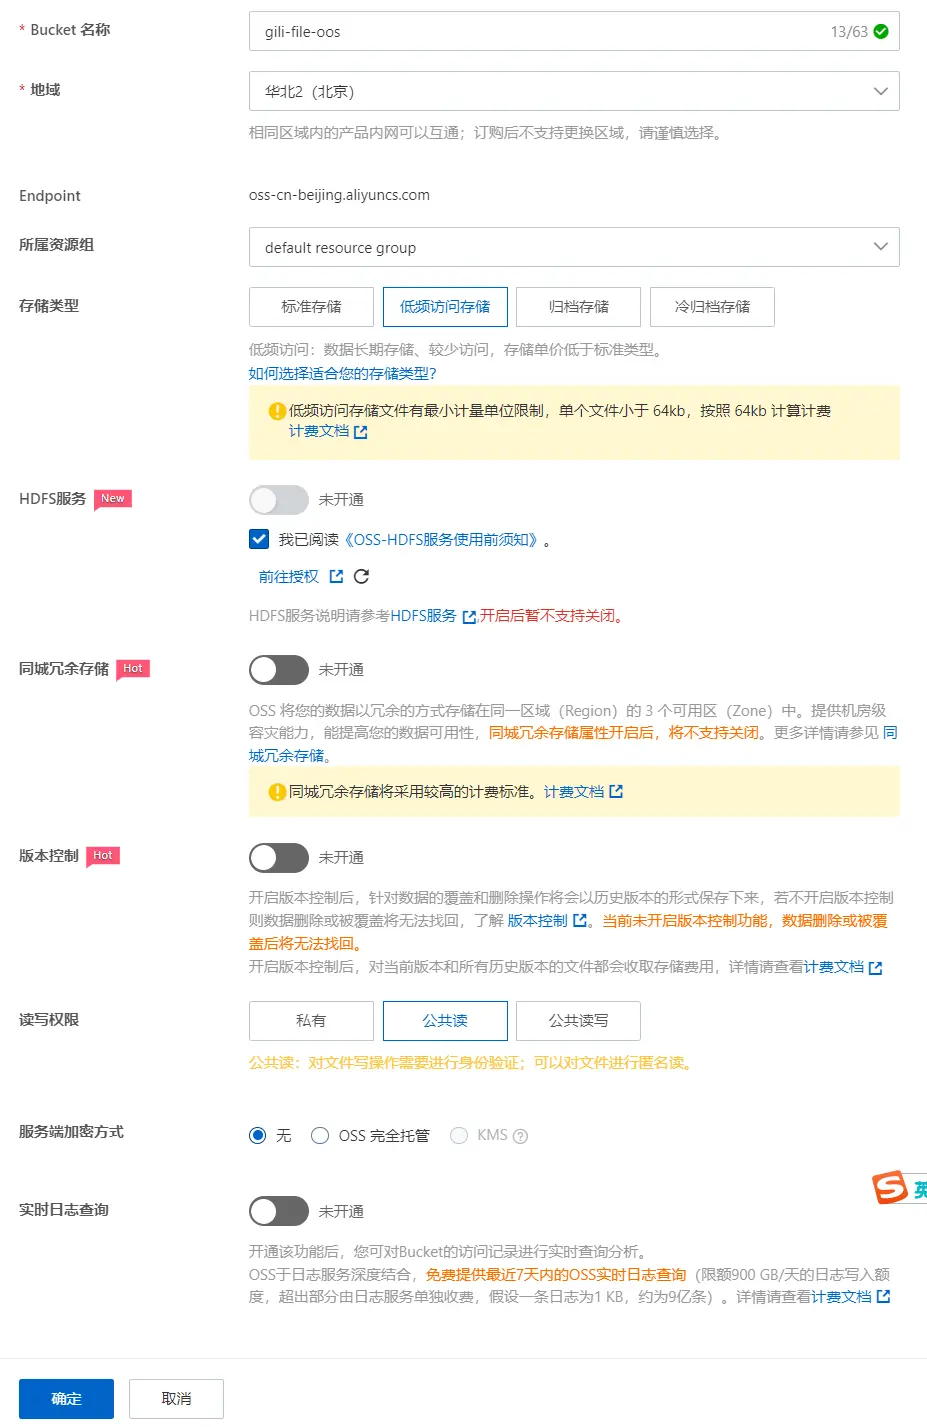 * Bucket 名称
gili-file-oos 13/63
* 地域
华北2（北京）
相同区域内的产品内网可以互通；订购后不支持更换区域，请谨慎选择。
Endpoint
oss-cn-beijing.aliyuncs.com
所属资源组
default resource group
存储类型
标准存储 低频访问存储 归档存储 冷归档存储
低频访问：数据长期存储、较少访问，存储单价低于标准类型。
如何选择适合您的存储类型？
低频访问存储文件有最小计量单位限制，单个文件小于 64kb，按照 64kb 计算计费
计费文档
HDFS服务 New
未开通
我已阅读《OSS-HDFS服务使用前须知》。
前往授权
HDFS服务说明请参考HDFS服务 ,开启后暂不支持关闭。
同城冗余存储 Hot
未开通
OSS 将您的数据以冗余的方式存储在同一区域（Region）的 3 个可用区（Zone）中。提供机房级
容灾能力，能提高您的数据可用性，同城冗余存储属性开启后，将不支持关闭。更多详情请参见 同
城冗余存储。
同城冗余存储将采用较高的计费标准。计费文档
版本控制 Hot
未开通
开启版本控制后，针对数据的覆盖和删除操作将会以历史版本的形式保存下来，若不开启版本控制
则数据删除或被覆盖将无法找回，了解 版本控制 。当前未开启版本控制功能，数据删除或被覆
盖后将无法找回。
开启版本控制后，对当前版本和所有历史版本的文件都会收取存储费用，详情请查看计费文档
读写权限
私有 公共读 公共读写
公共读：对文件写操作需要进行身份验证；可以对文件进行匿名读。
服务端加密方式
无 OSS 完全托管 KMS ?
实时日志查询
未开通
开通该功能后，您可对Bucket的访问记录进行实时查询分析。
OSS于日志服务深度结合，免费提供最近7天内的OSS实时日志查询（限额900 GB/天的日志写入额
度，超出部分由日志服务单独收费，假设一条日志为1 KB，约为9亿条）。详情请查看计费文档
S 英
确定 取消